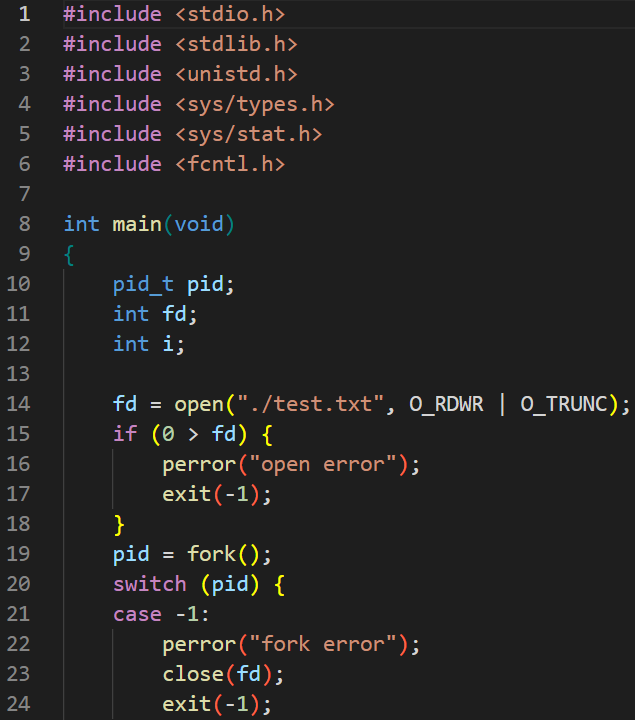 1 #include <stdio.h>
2 #include <stdlib.h>
3 #include <unistd.h>
4 #include <sys/types.h>
5 #include <sys/stat.h>
6 #include <fcntl.h>
7
8 int main(void)
9 {
10     pid_t pid;
11     int fd;
12     int i;
13
14     fd = open("./test.txt", O_RDWR | O_TRUNC);
15     if (0 > fd) {
16         perror("open error");
17         exit(-1);
18     }
19     pid = fork();
20     switch (pid) {
21     case -1:
22         perror("fork error");
23         close(fd);
24         exit(-1);